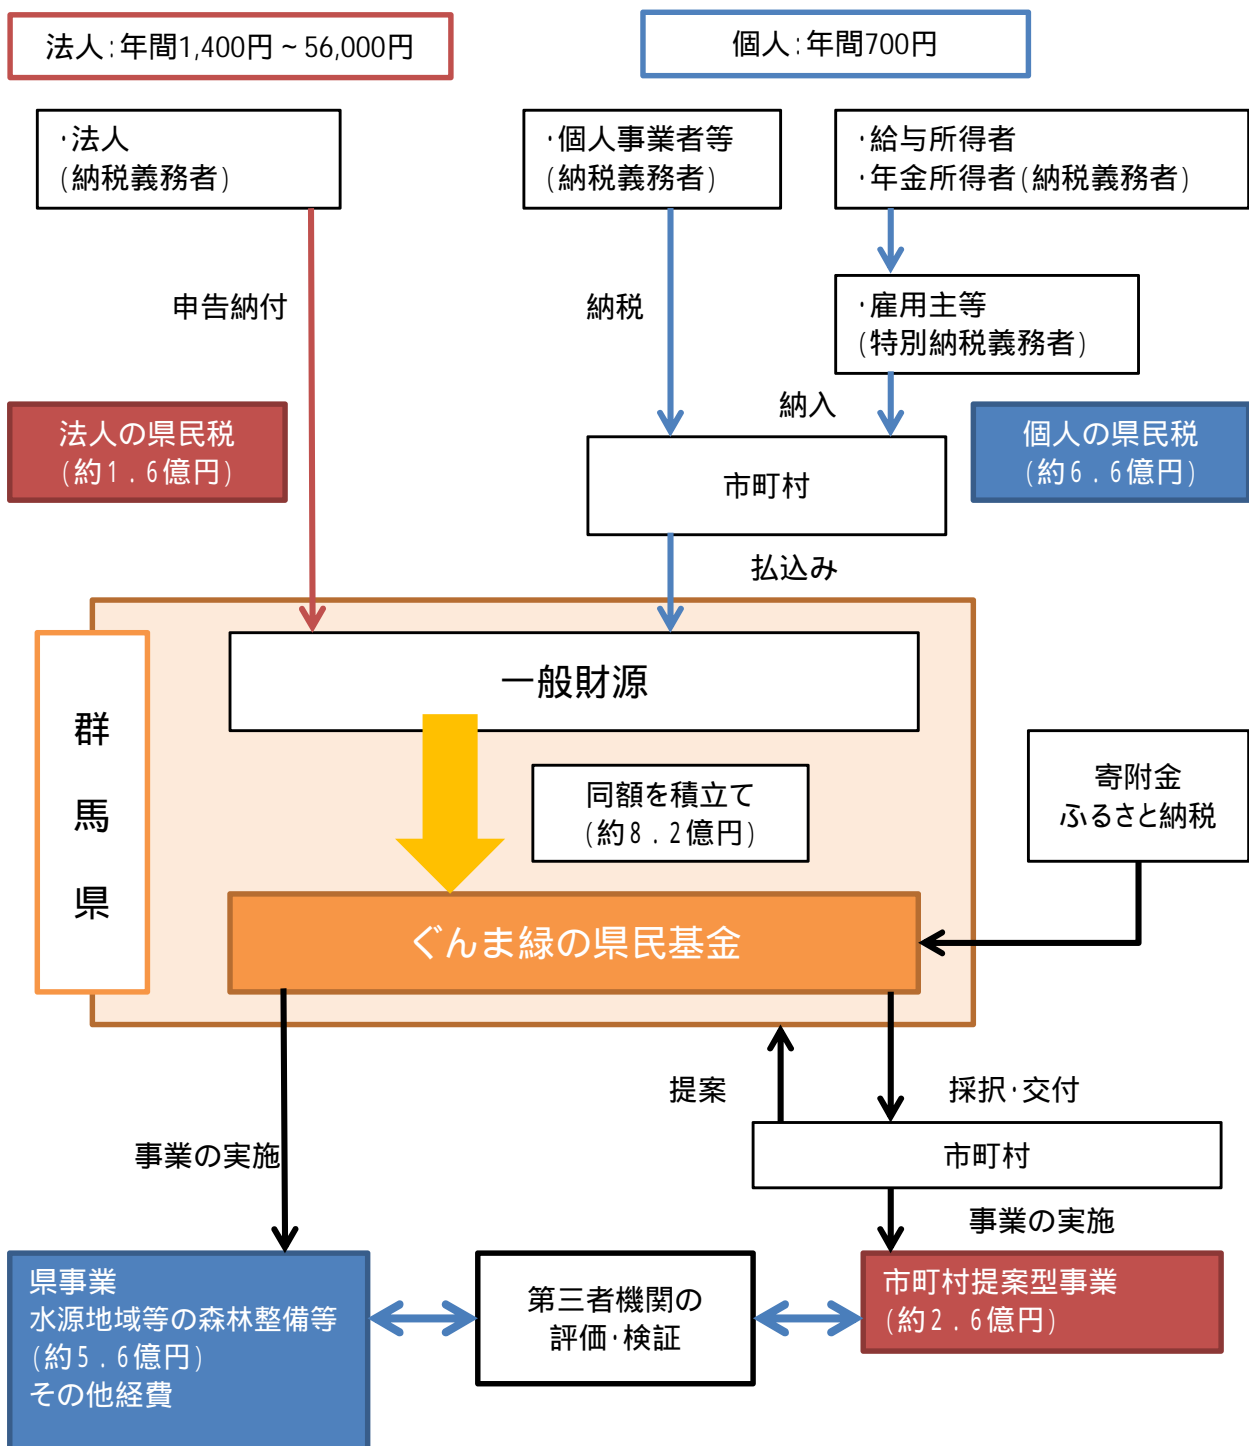 法人:年間1,400円~56,000円
個人:年間700円
・法人
(納税義務者)
・個人事業者等
(納税義務者)
・給与所得者
・年金所得者(納税義務者)
申告納付
納税
・雇用主等
(特別納税義務者)
納入
法人の県民税
(約1.6億円)
個人の県民税
(約6.6億円)
市町村
払込み
群馬県
一般財源
同額を積立て
(約8.2億円)
寄附金
ふるさと納税
ぐんま緑の県民基金
提案
採択・交付
事業の実施
市町村
事業の実施
県事業
水源地域等の森林整備等
(約5.6億円)
その他経費
第三者機関の
評価・検証
市町村提案型事業
(約2.6億円)